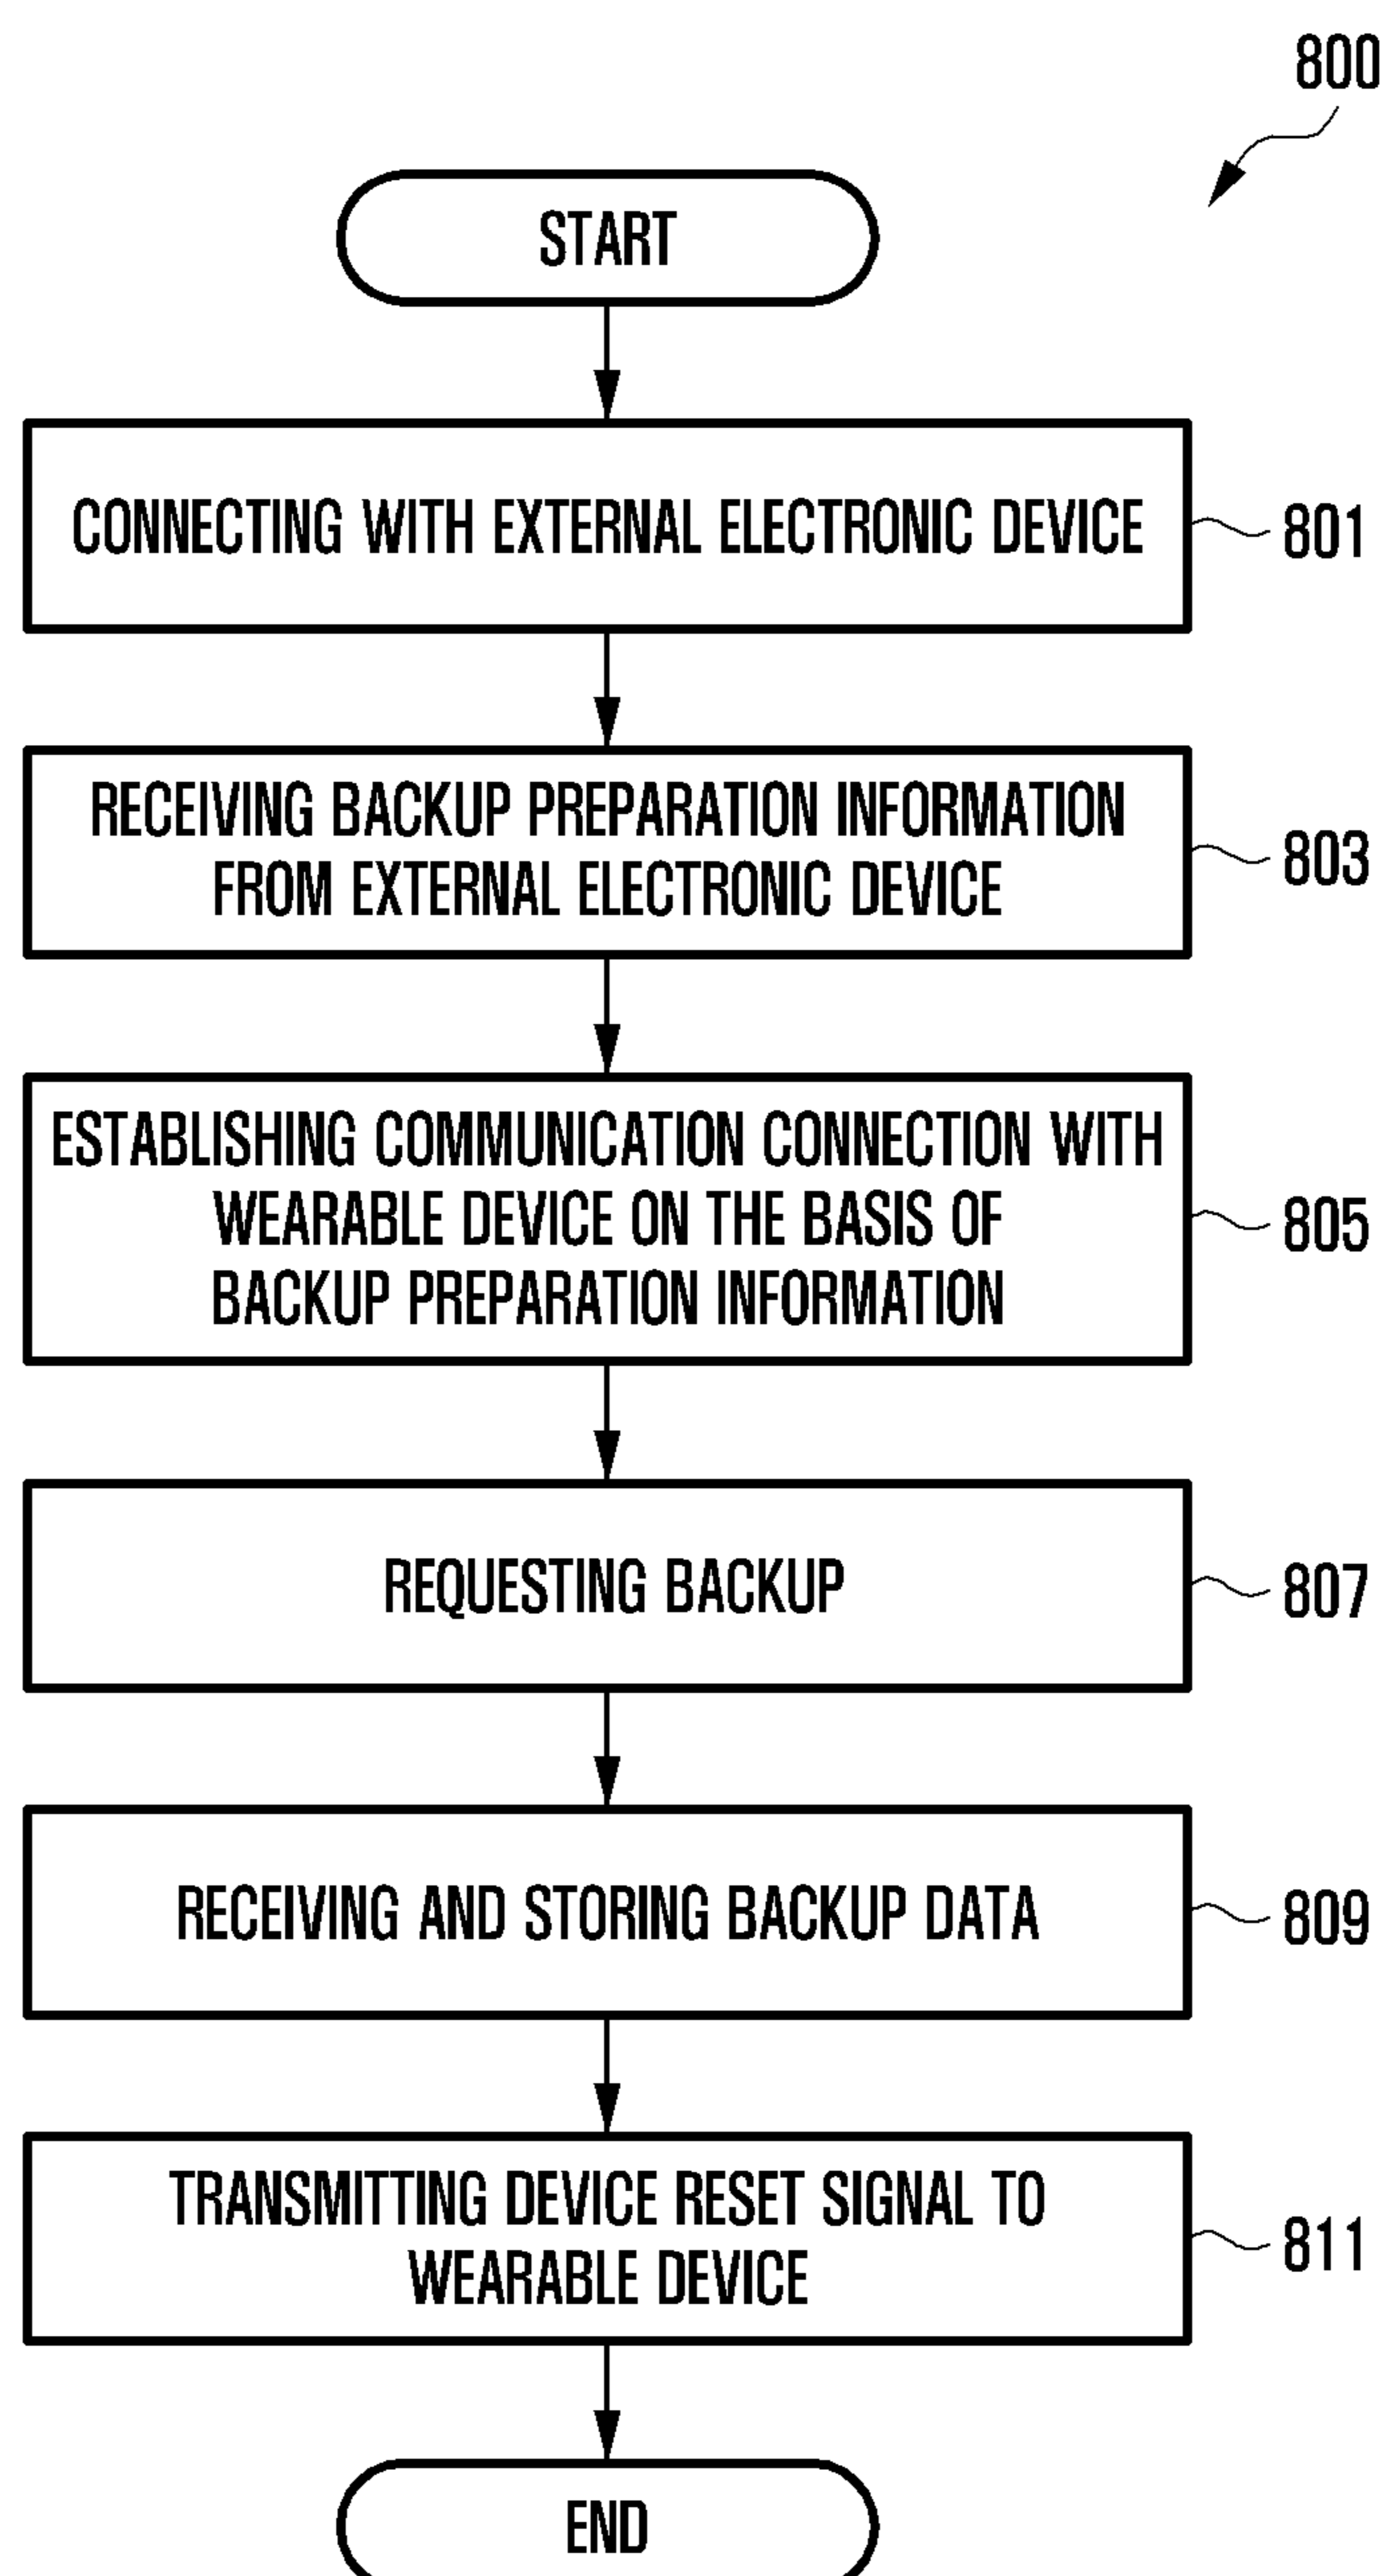 800
START
CONNECTING WITH EXTERNAL ELECTRONIC DEVICE
801
RECEIVING BACKUP PREPARATION INFORMATION
FROM EXTERNAL ELECTRONIC DEVICE
803
ESTABLISHING COMMUNICATION CONNECTION WITH
WEARABLE DEVICE ON THE BASIS OF
BACKUP PREPARATION INFORMATION
805
REQUESTING BACKUP
807
RECEIVING AND STORING BACKUP DATA
809
TRANSMITTING DEVICE RESET SIGNAL TO
WEARABLE DEVICE
811
END